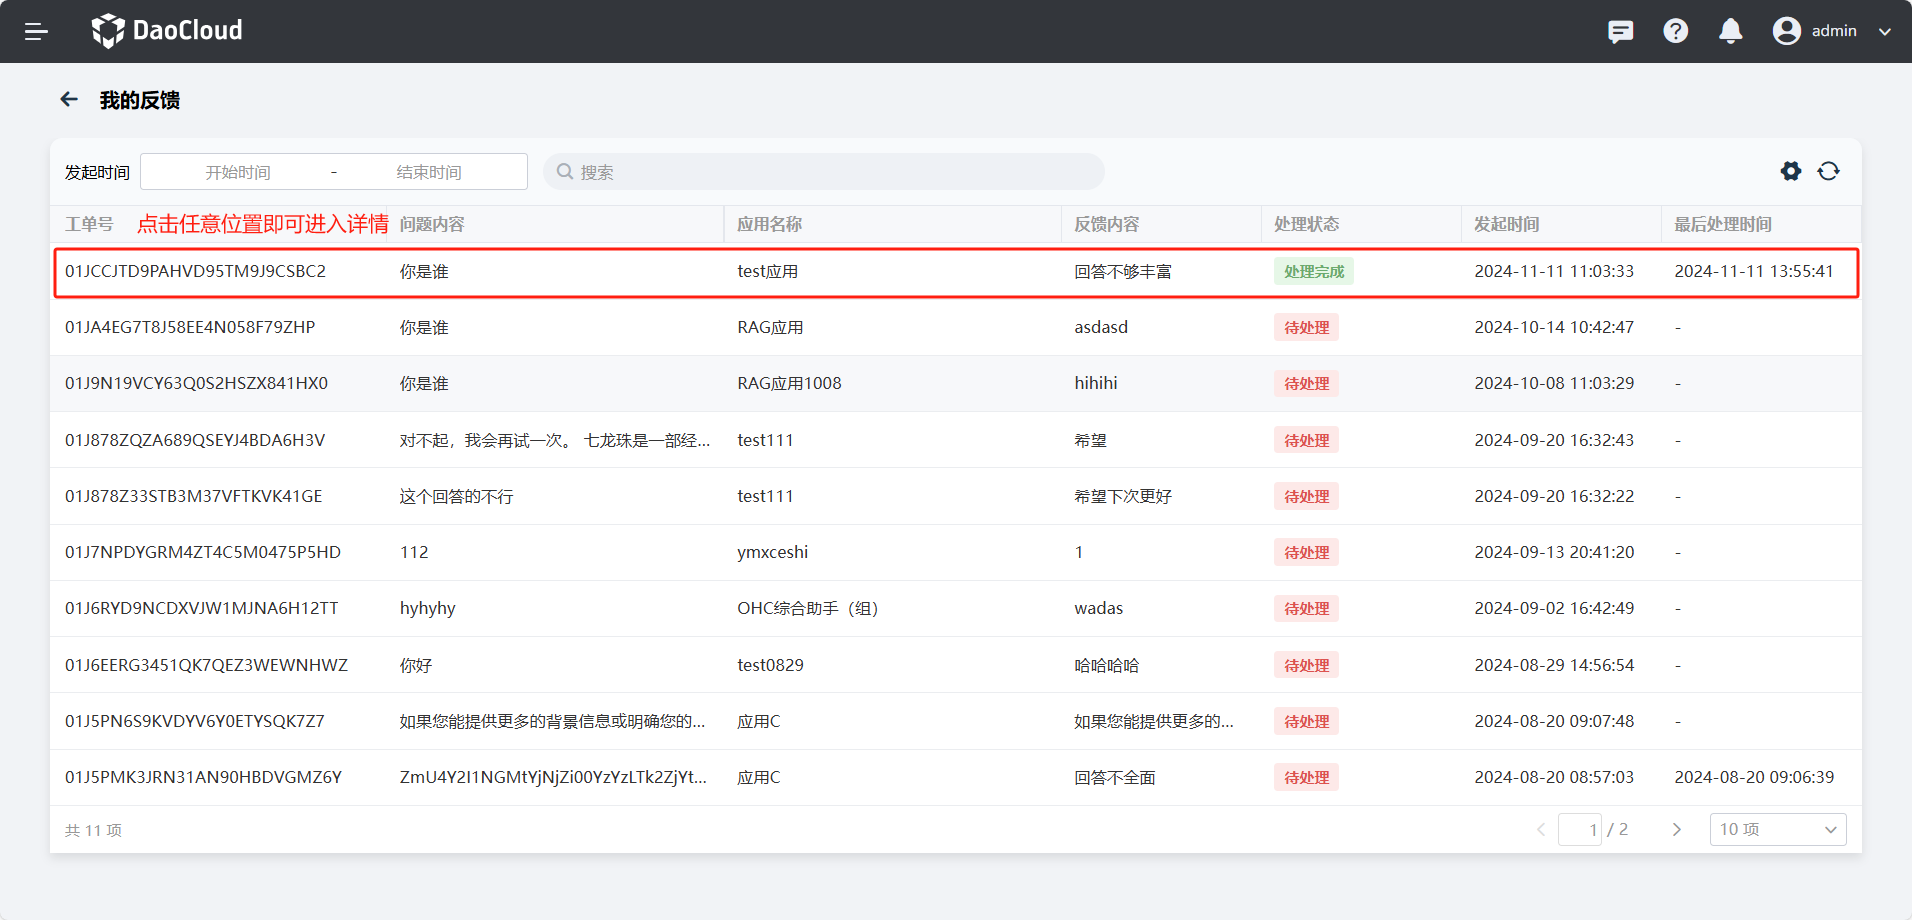 DaoCloud admin
我的反馈
发起时间 开始时间 - 结束时间 搜索
工单号 点击任意位置即可进入详情 问题内容 应用名称 反馈内容 处理状态 发起时间 最后处理时间
01JCCJTD9PAHVD95TM9J9CSBC2 你是谁 test应用 回答不够丰富 处理完成 2024-11-11 11:03:33 2024-11-11 13:55:41
01JA4EG7T8J58EE4N058F79ZHP 你是谁 RAG应用 asdasd 待处理 2024-10-14 10:42:47 -
01J9N19VCY63Q0S2HSZX841HX0 你是谁 RAG应用1008 hihihi 待处理 2024-10-08 11:03:29 -
01J878ZQZA689QSEYJ4BDA6H3V 对不起，我会再试一次。 七龙珠是一部经... test111 希望 待处理 2024-09-20 16:32:43 -
01J878Z33STB3M37VFTKVK41GE 这个回答的不行 test111 希望下次更好 待处理 2024-09-20 16:32:22 -
01J7NPDYGRM4ZT4C5M0475P5HD 112 ymxceshi 1 待处理 2024-09-13 20:41:20 -
01J6RYD9NCDXVJW1MJNA6H12TT hyhyhy OHC综合助手（组） wadas 待处理 2024-09-02 16:42:49 -
01J6EERG3451QK7QEZ3WEWNHWZ 你好 test0829 哈哈哈哈 待处理 2024-08-29 14:56:54 -
01J5PN6S9KVDYV6Y0ETYSQK7Z7 如果您能提供更多的背景信息或明确您的... 应用C 如果您能提供更多的... 待处理 2024-08-20 09:07:48 -
01J5PMK3JRN31AN90HBDVGMZ6Y ZmU4Y2I1NGMtYjNjZi00YzYzLTk2ZjYt... 应用C 回答不全面 待处理 2024-08-20 08:57:03 2024-08-20 09:06:39
共 11 项 1 / 2 10 项